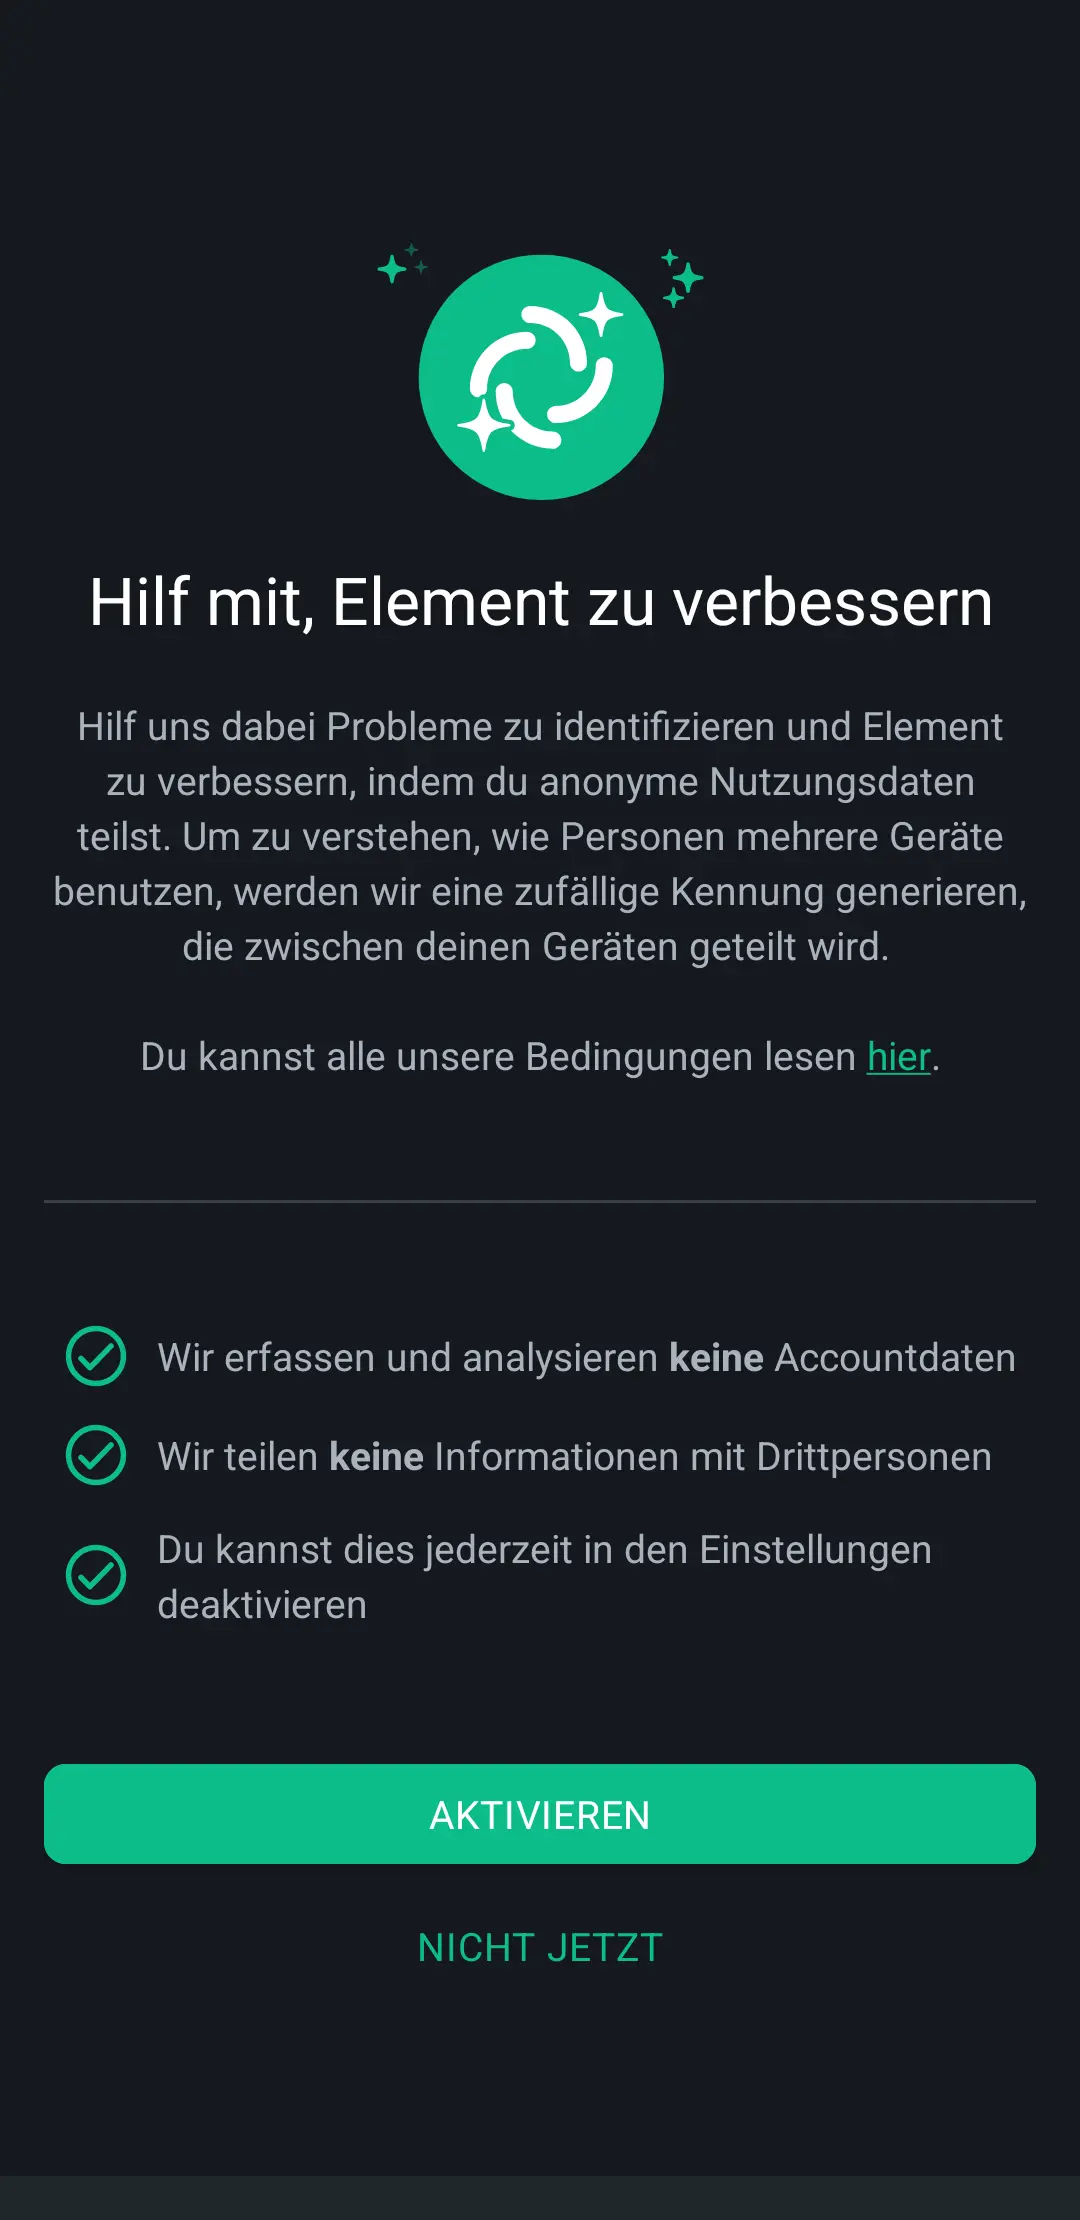 Hilf mit, Element zu verbessern
Hilf uns dabei Probleme zu identifizieren und Element
zu verbessern, indem du anonyme Nutzungsdaten
teilst. Um zu verstehen, wie Personen mehrere Geräte
benutzen, werden wir eine zufällige Kennung generieren,
die zwischen deinen Geräten geteilt wird.
Du kannst alle unsere Bedingungen lesen hier.
Wir erfassen und analysieren keine Accountdaten
Wir teilen keine Informationen mit Drittpersonen
Du kannst dies jederzeit in den Einstellungen
deaktivieren
AKTIVIEREN
NICHT JETZT